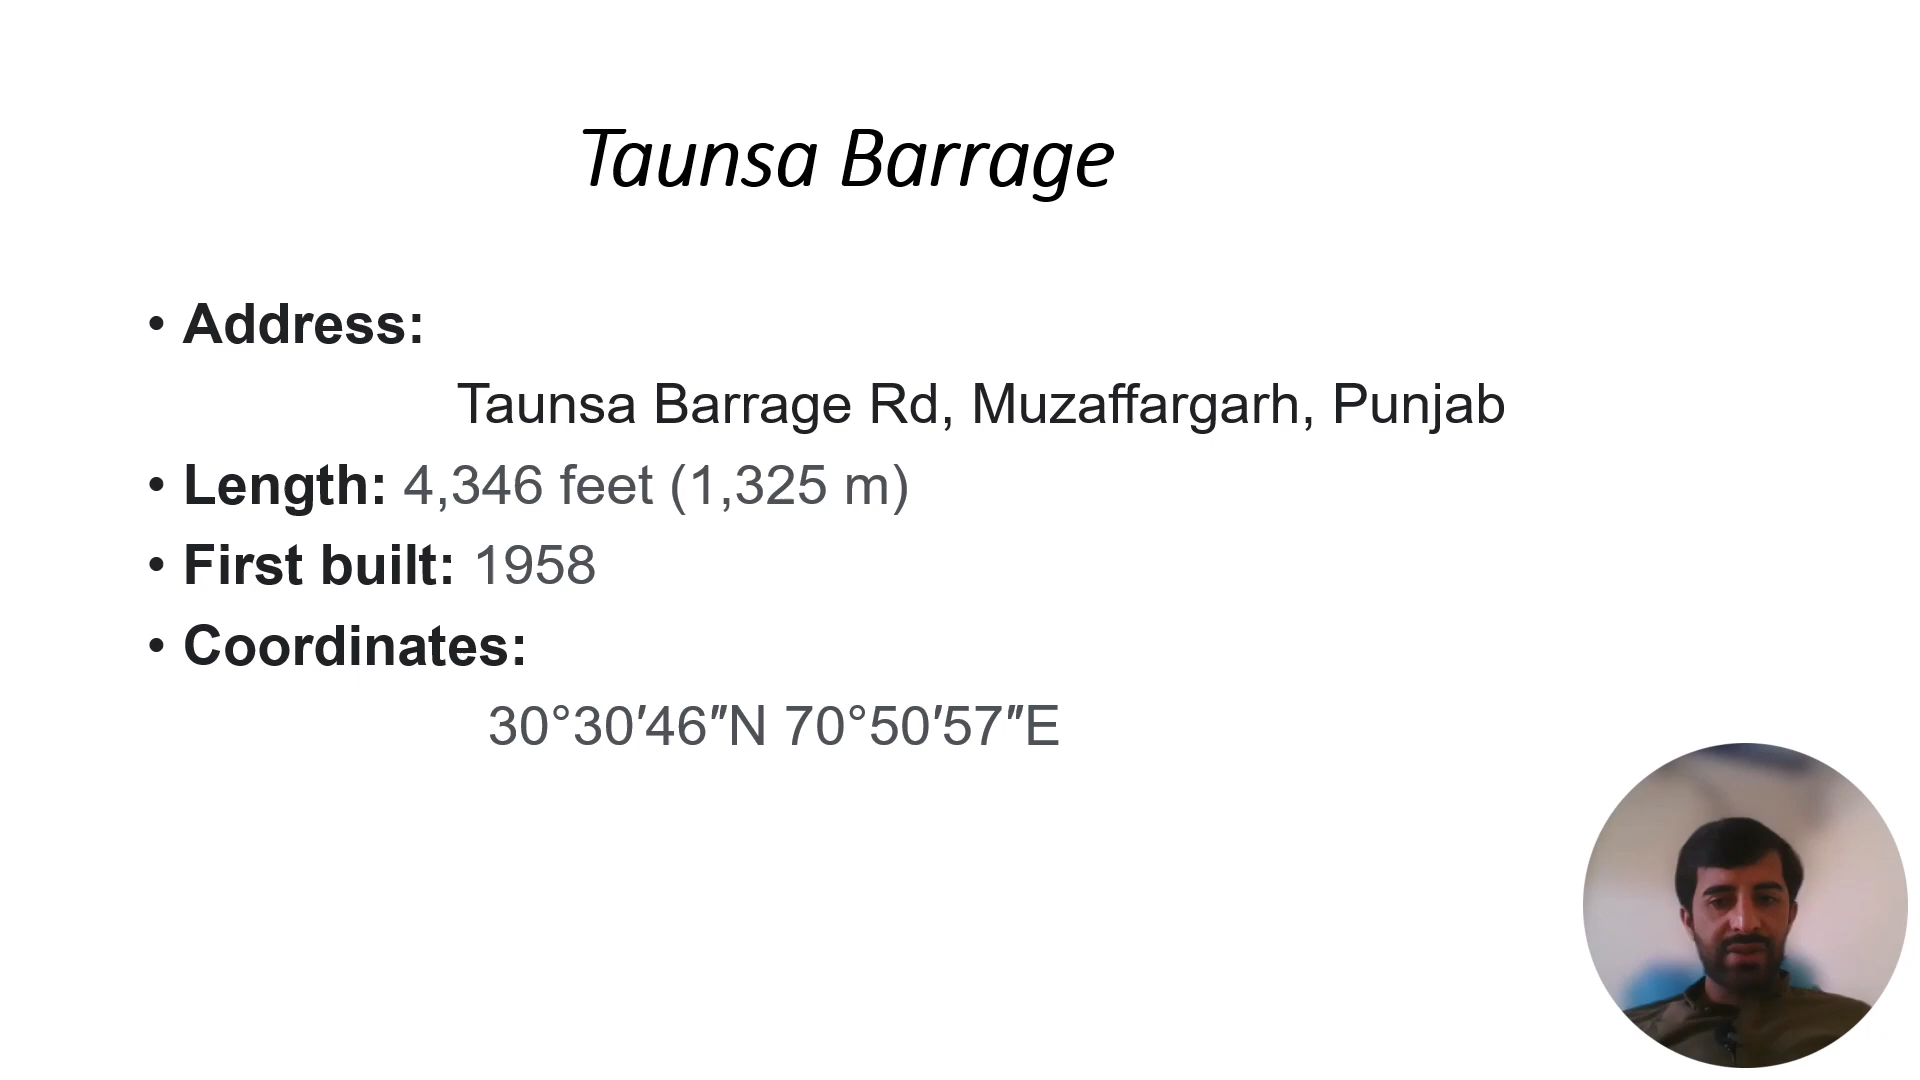 Taunsa Barrage
• Address:
Taunsa Barrage Rd, Muzaffargarh, Punjab
• Length: 4,346 feet (1,325 m)
• First built: 1958
• Coordinates:
30°30′46″N 70°50′57″E